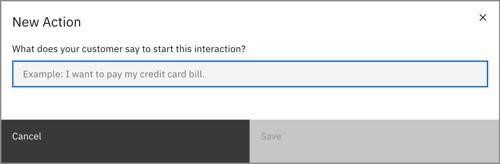 New Action
What does your customer say to start this interaction?
Example: I want to pay my credit card bill.
Cancel
Save